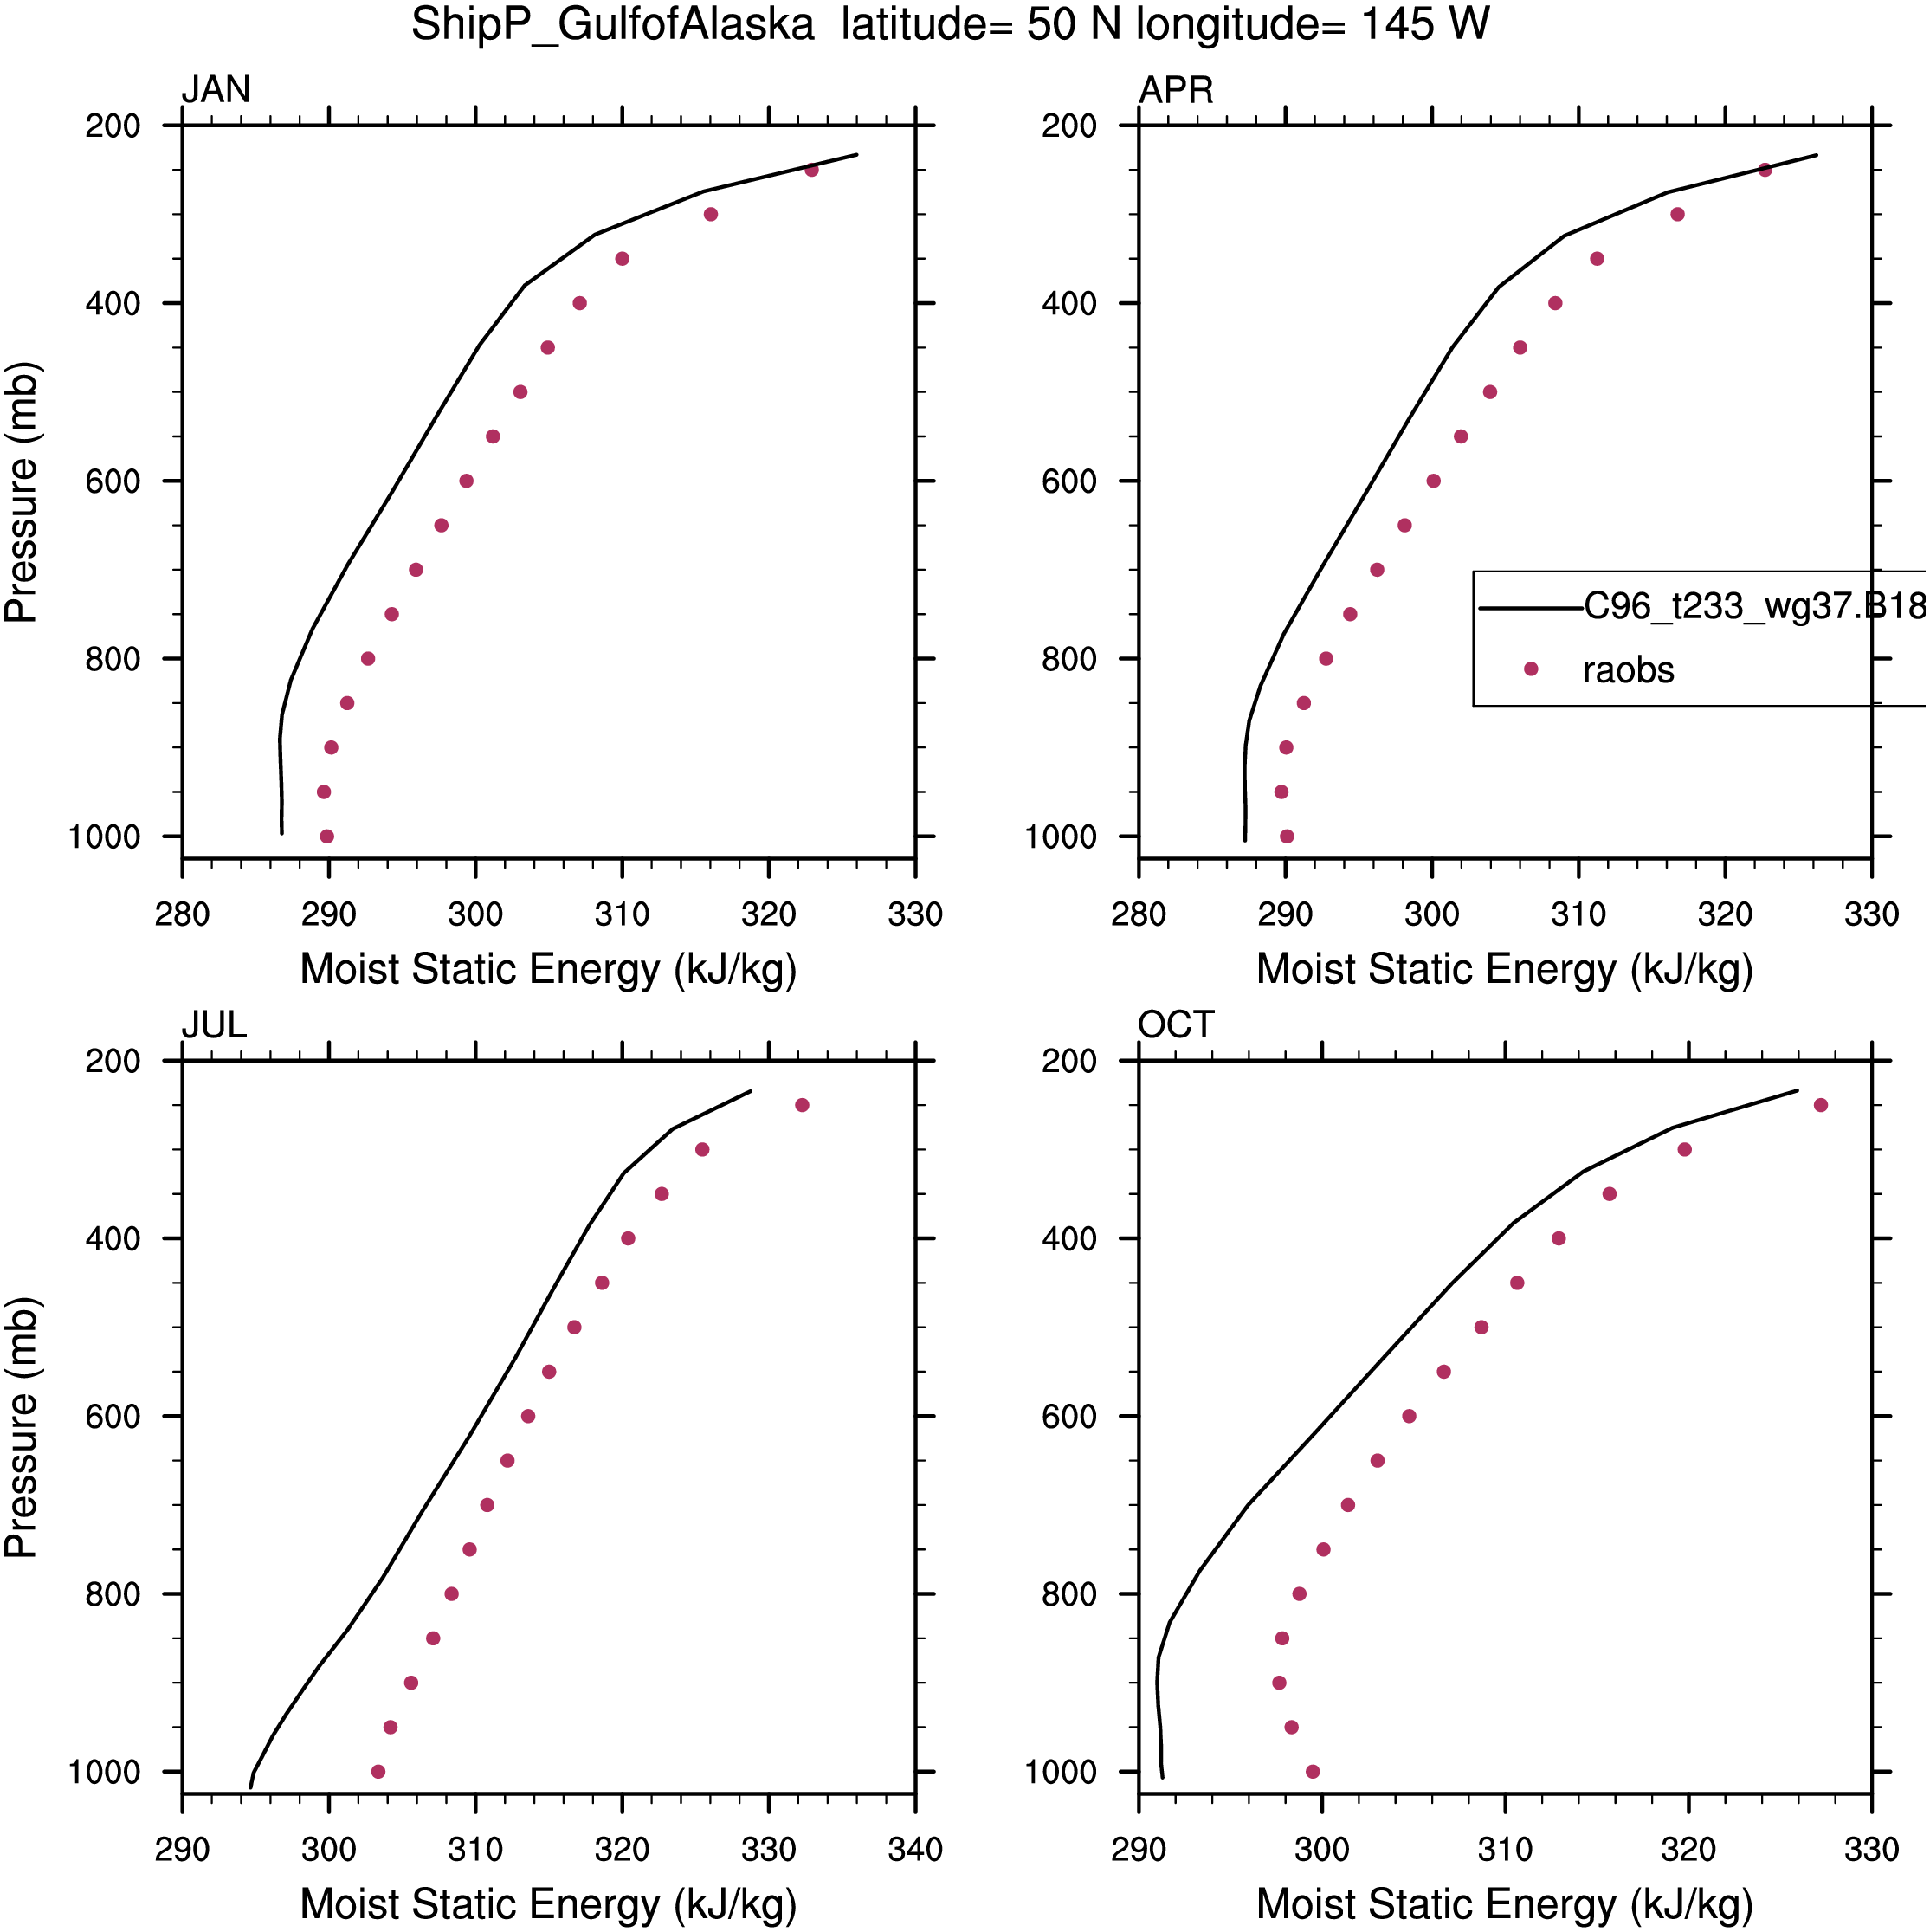 ShipP_GulfofAlaska latitude= 50 N longitude= 145 W
JAN
200
400
600
800
1000
Pressure (mb)
280 290 300 310 320 330
Moist Static Energy (kJ/kg)
APR
200
400
600
800
1000
C96_t233_wg37.B18
raobs
280 290 300 310 320 330
Moist Static Energy (kJ/kg)
JUL
200
400
600
800
1000
Pressure (mb)
290 300 310 320 330 340
Moist Static Energy (kJ/kg)
OCT
200
400
600
800
1000
290 300 310 320 330
Moist Static Energy (kJ/kg)